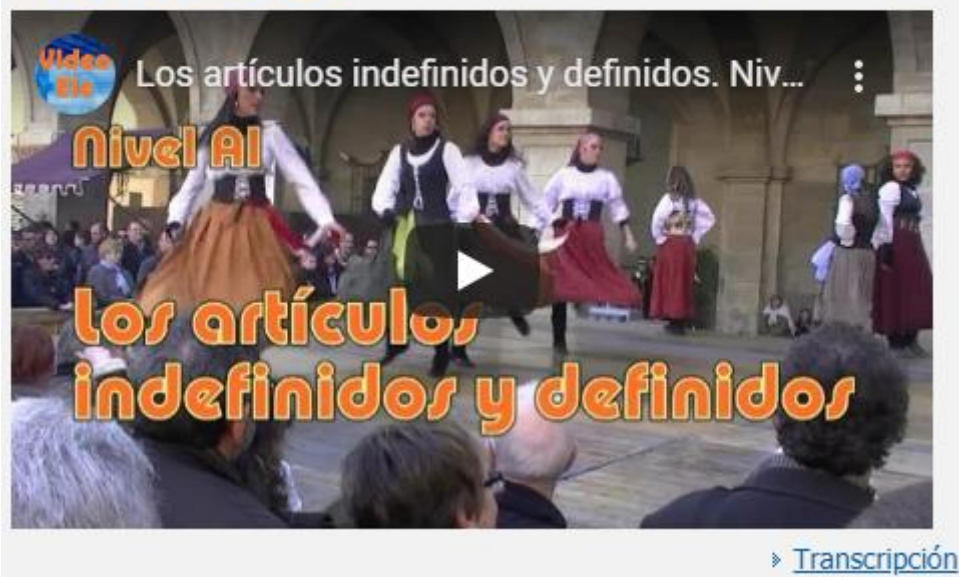 Video
Ele
Los artículos indefinidos y definidos. Niv...
Nivel A1
Los artículos
indefinidos y definidos
Transcripción